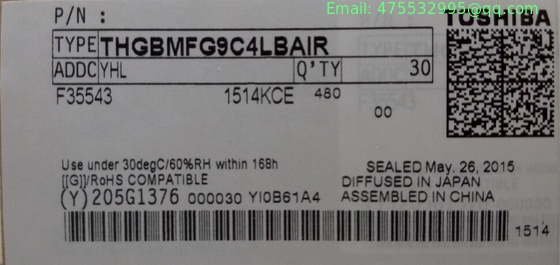 Email: 475532995@qq.com
P/N :
TOSHIBA
TYPE THGBMFG9C4LBAIR
ADDC YHL Q'TY 30
F35543 1514KCE 480
00
Use under 30degC/60%RH within 168h
SEALED May. 26, 2015
[[G]]/RoHS COMPATIBLE
DIFFUSED IN JAPAN
(Y)205G1376 000030 YI0B61A4
ASSEMBLED IN CHINA
1514